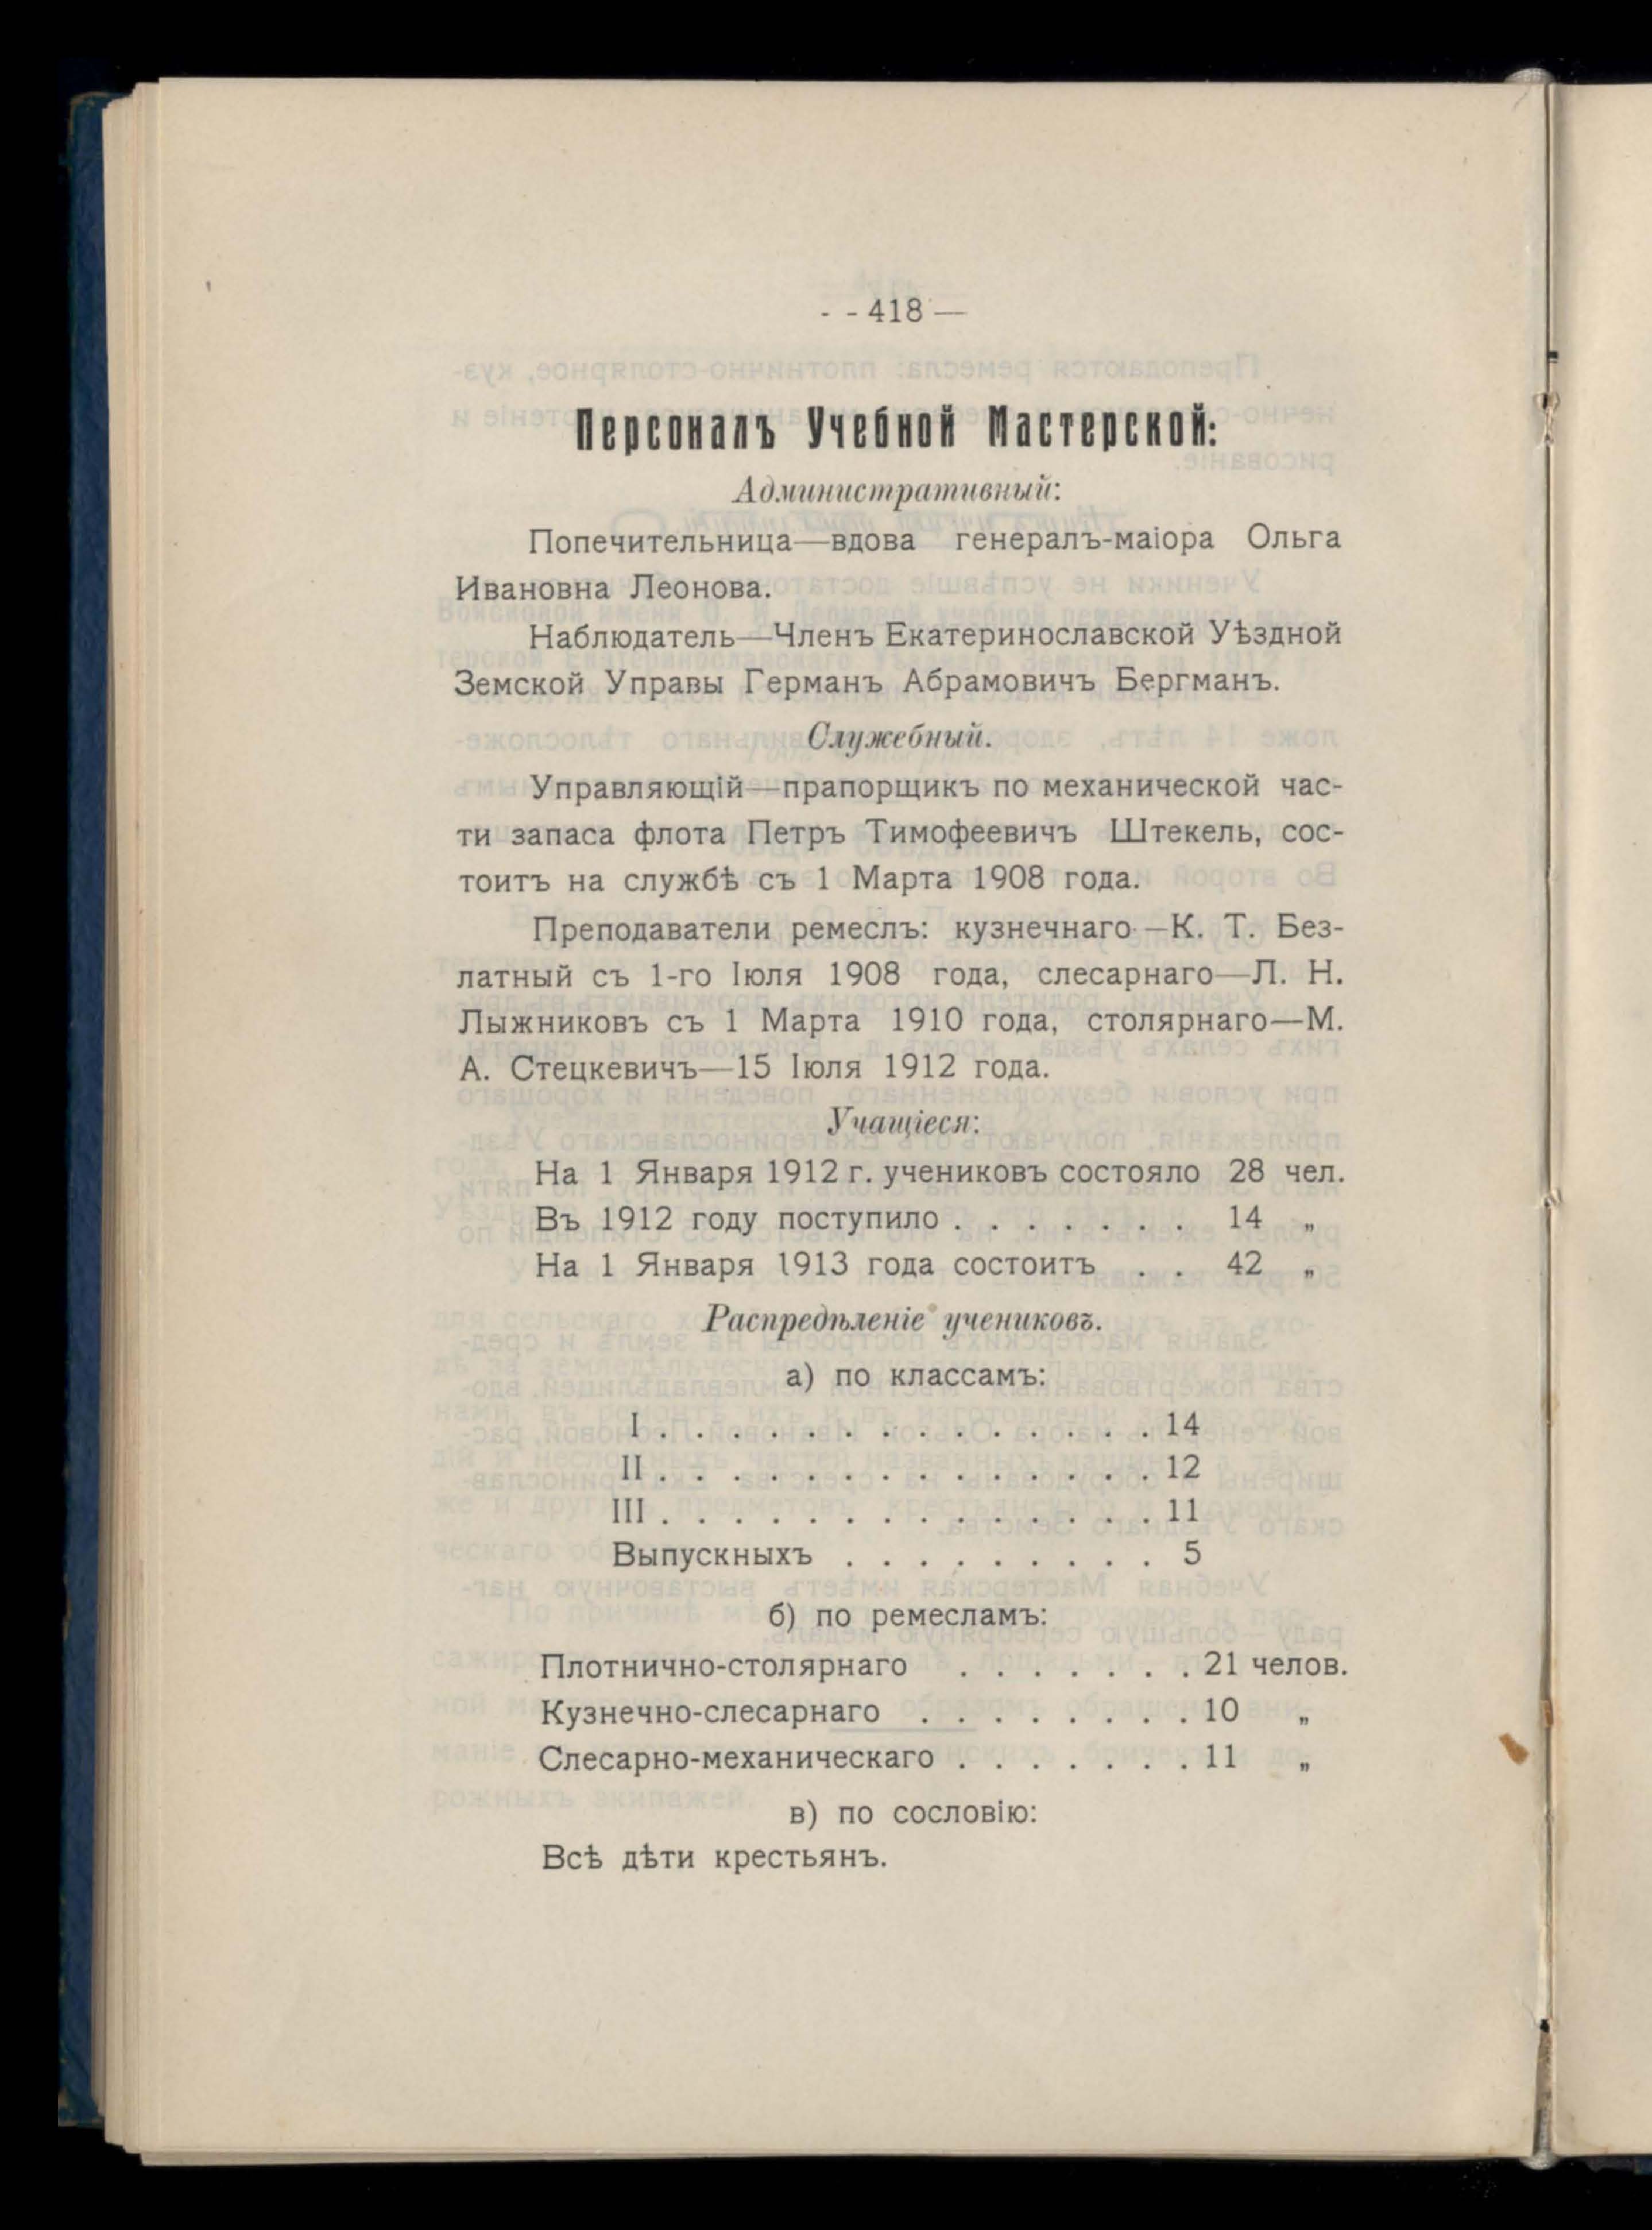 - - 418 —
Персоналъ Учебной Мастерской:
Административный:
Попечительница—вдова генералъ-маіора Ольга
Ивановна Леонова.
Наблюдатель—Членъ Екатеринославской Уѣздной
Земской Управы Германъ Абрамовичъ Бергманъ.
Служебный.
Управляющій—прапорщикъ по механической час-
ти запаса флота Петръ Тимофеевичъ Штекель, сос-
тоитъ на службѣ съ 1 Марта 1908 года.
Преподаватели ремеслъ: кузнечнаго—К. Т. Без-
латный съ 1-го Іюля 1908 года, слесарнаго—Л. Н.
Лыжниковъ съ 1 Марта 1910 года, столярнаго—М.
А. Стецкевичъ—15 Іюля 1912 года.
Учащіеся:
На 1 Января 1912 г. учениковъ состояло 28 чел.
Въ 1912 году поступило . . . . . . . 14 „
На 1 Января 1913 года состоитъ . . 42 „
Распредѣленіе учениковъ.
а) по классамъ:
I . . . . . . . . . . . . . . 14
II . . . . . . . . . . . . . . 12
III . . . . . . . . . . . . . . 11
Выпускныхъ . . . . . . . . . 5
б) по ремесламъ:
Плотнично-столярнаго . . . . . . . 21 челов.
Кузнечно-слесарнаго . . . . . . . . 10 „
Слесарно-механическаго . . . . . . . 11 „
в) по сословію:
Всѣ дѣти крестьянъ.